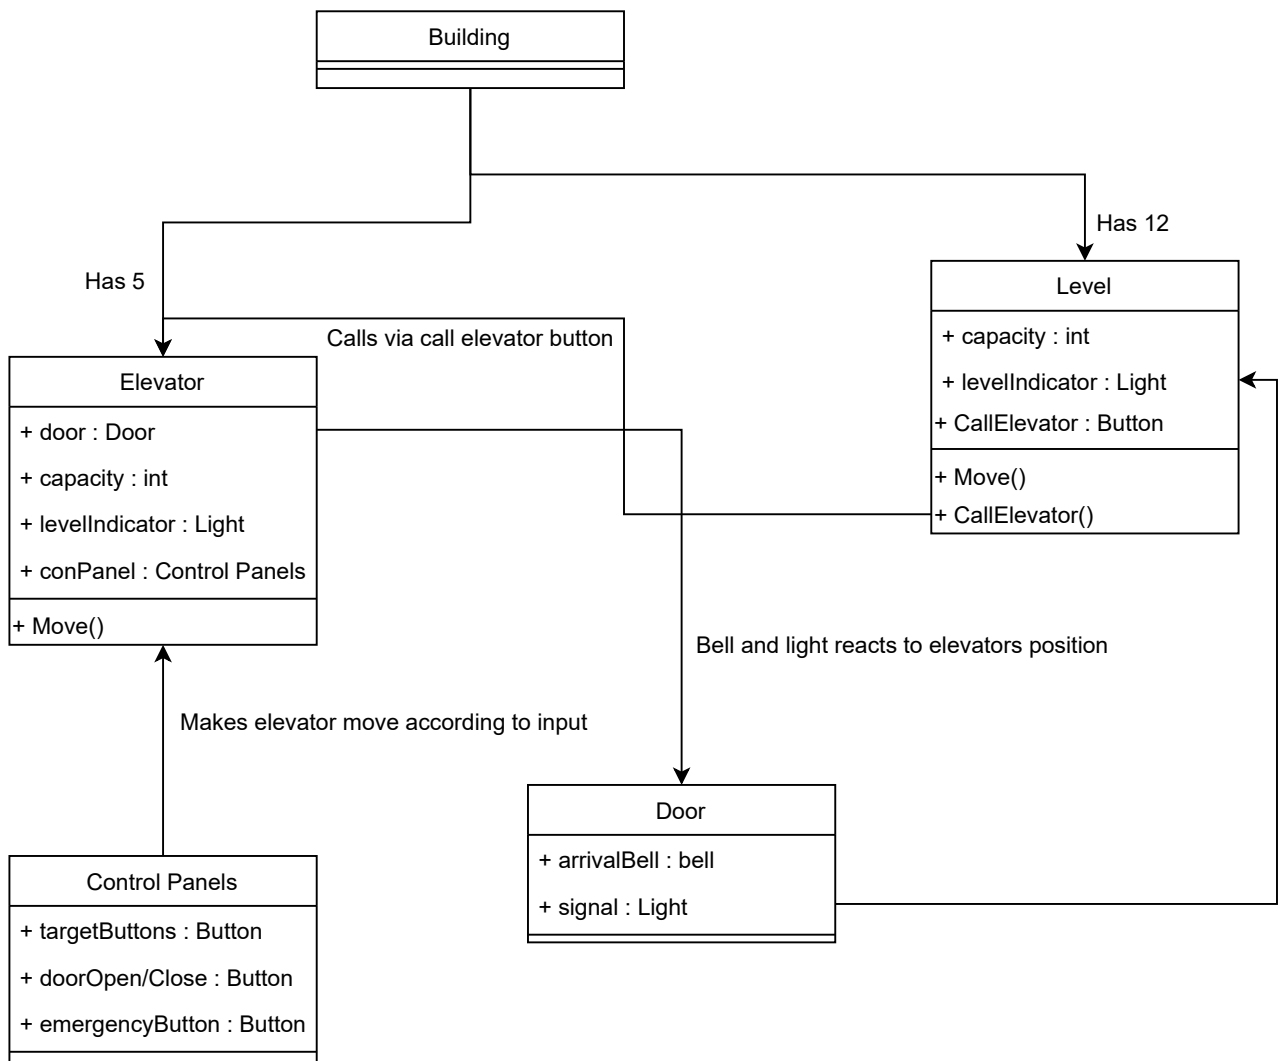 Building
Has 12
Has 5
Level
+ capacity : int
+ levelIndicator : Light
+ CallElevator : Button
+ Move()
+ CallElevator()
Calls via call elevator button
Elevator
+ door : Door
+ capacity : int
+ levelIndicator : Light
+ conPanel : Control Panels
+ Move()
Bell and light reacts to elevators position
Makes elevator move according to input
Door
+ arrivalBell : bell
+ signal : Light
Control Panels
+ targetButtons : Button
+ doorOpen/Close : Button
+ emergencyButton : Button